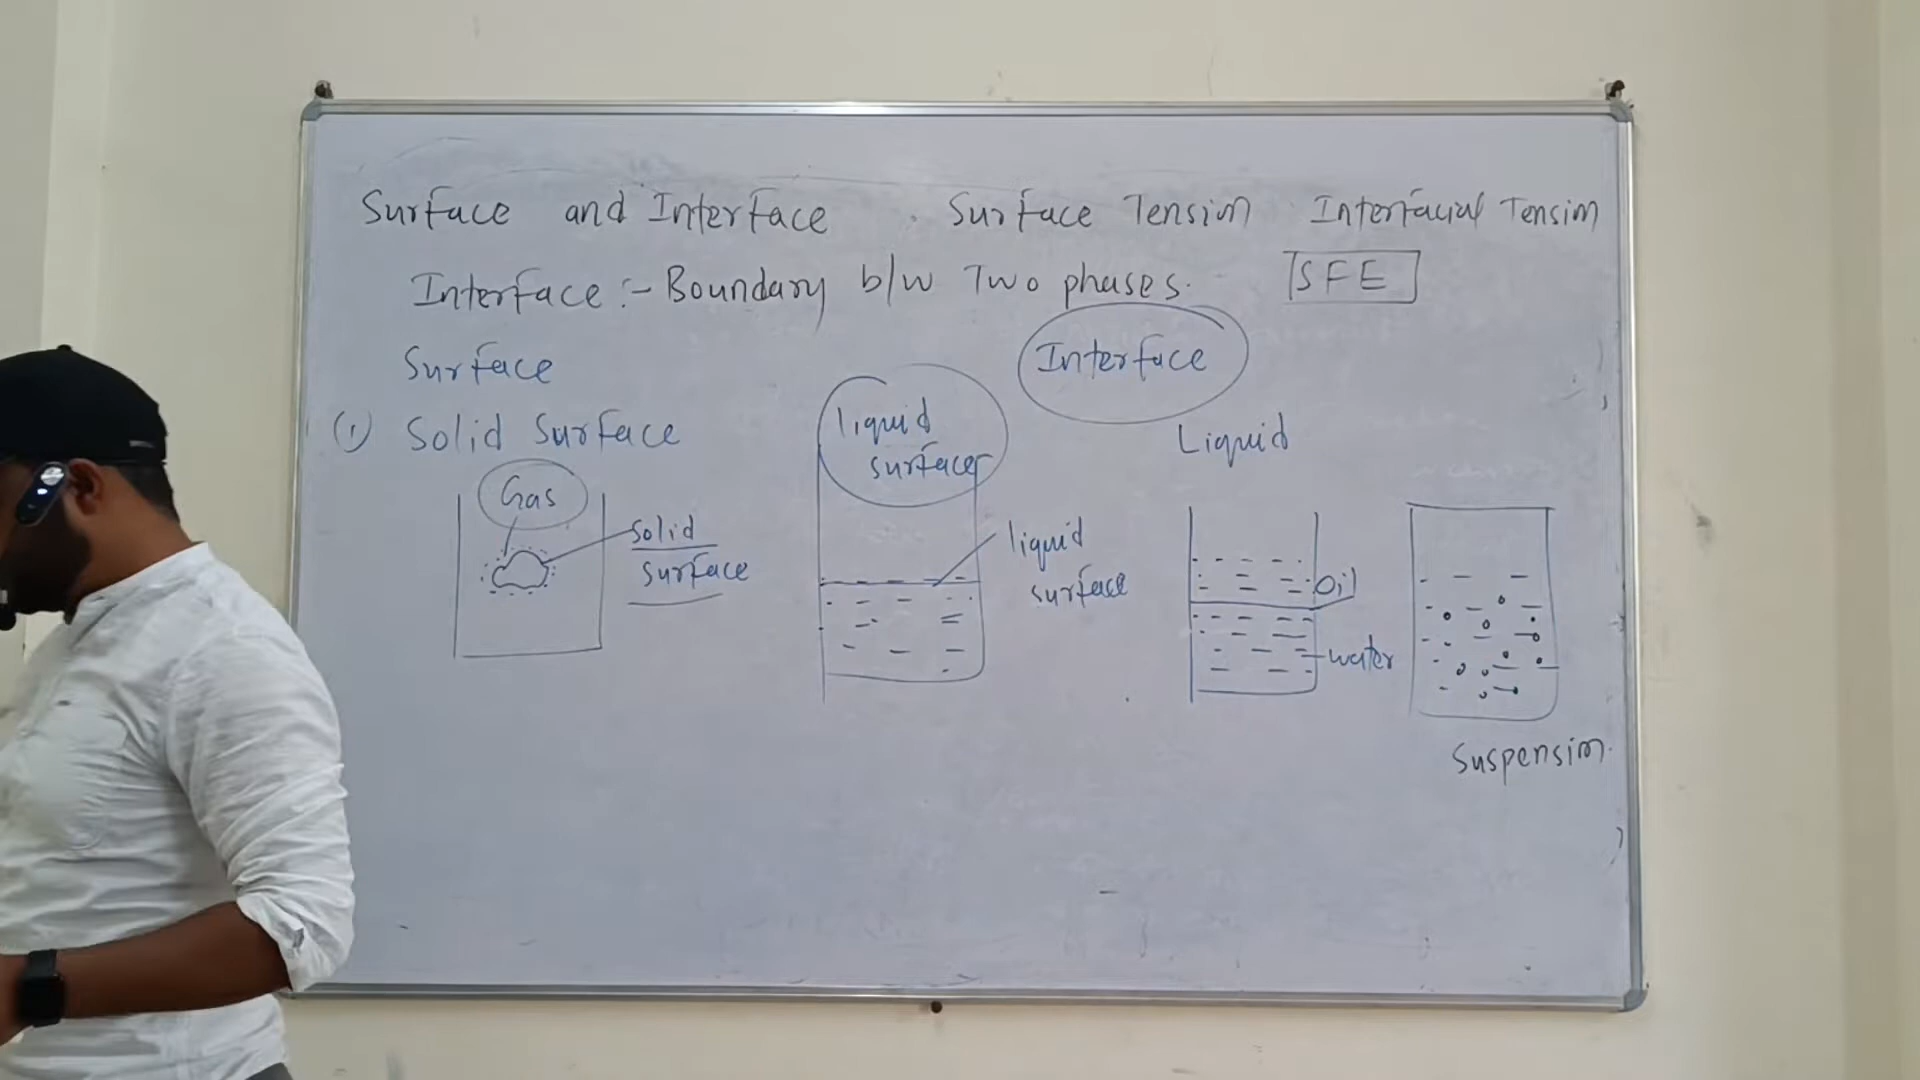 Surface and Interface . Surface Tension Interfacial Tension
Interface :- Boundary b/w Two phases. SFE
Surface
Interface
(1) Solid Surface
liquid
surface
Liquid
Gas
Solid
surface
liquid
surface
Oil
water
Suspension.